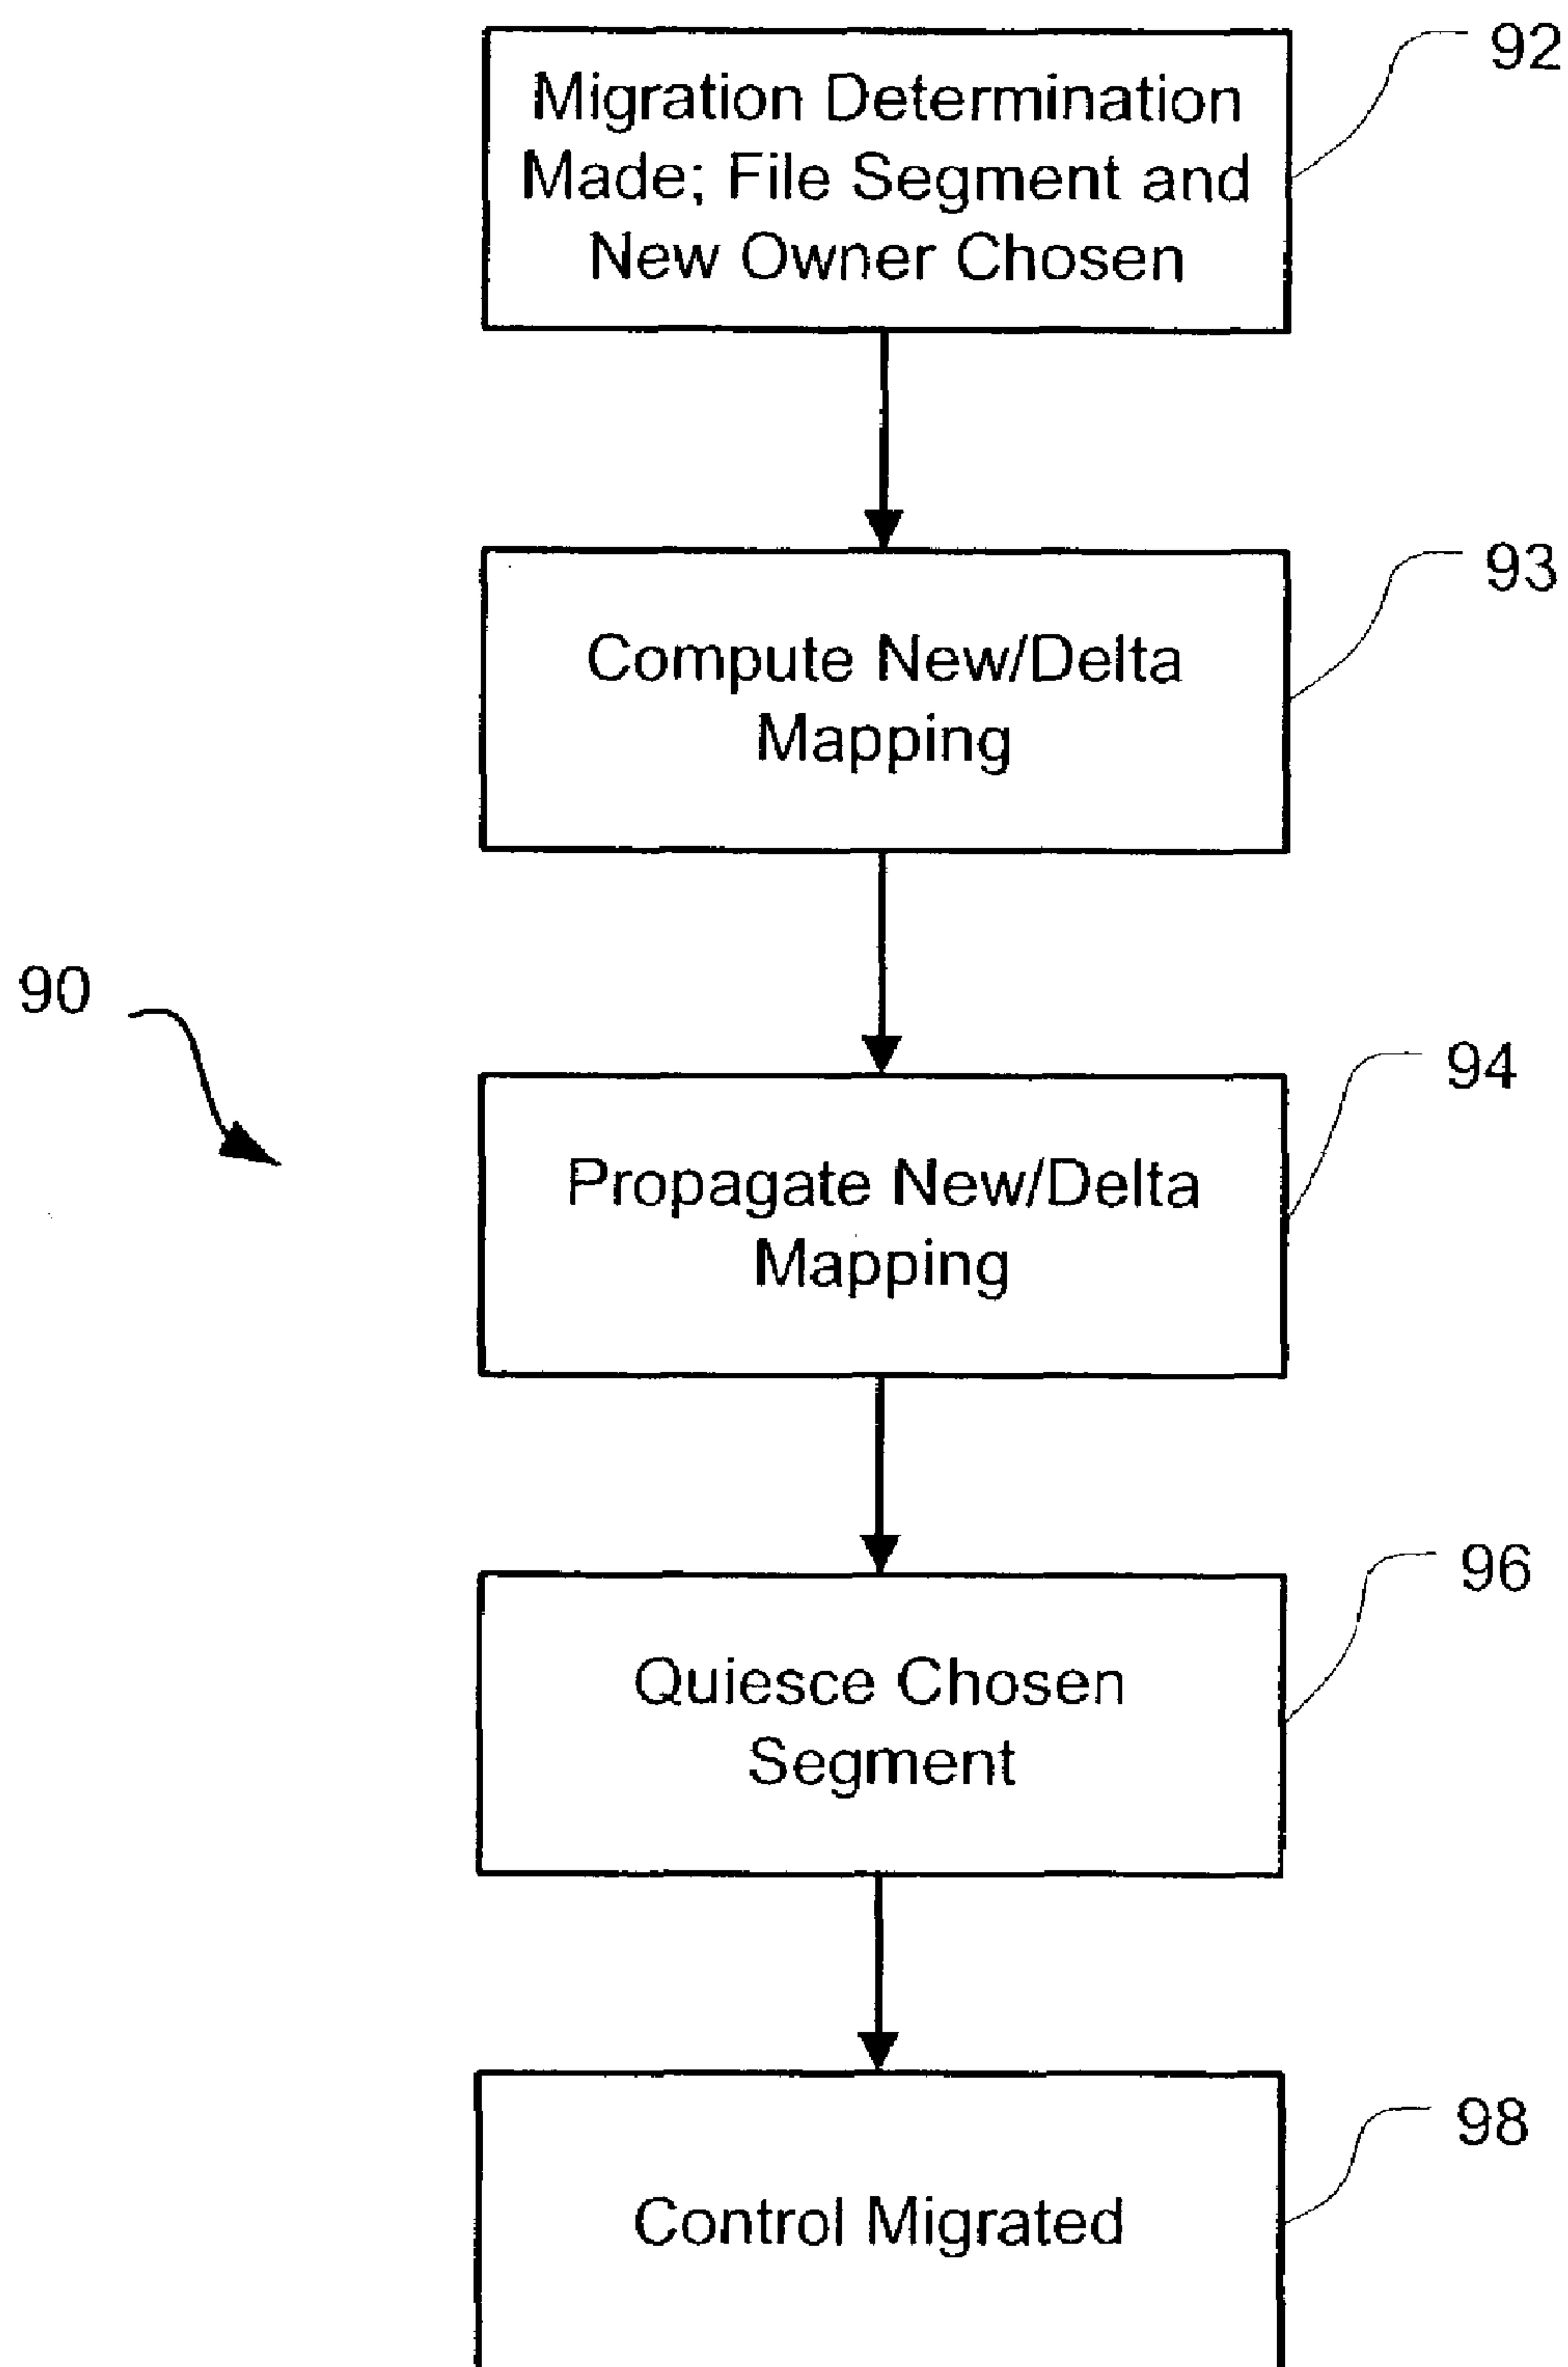 92
Migration Determination
Made; File Segment and
New Owner Chosen
93
Compute New/Delta
Mapping
90
94
Propagate New/Delta
Mapping
96
Quiesce Chosen
Segment
98
Control Migrated